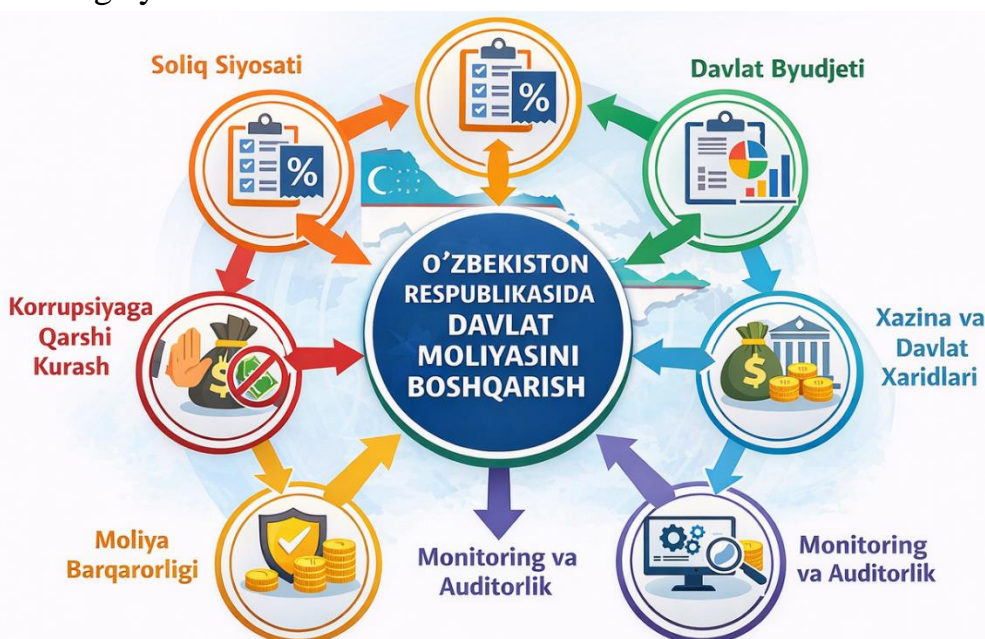 Soliq Siyosati
%
Davlat Byudjeti
%
O'ZBEKISTON
RESPUBLIKASIDA
DAVLAT
MOLIYASINI
BOSHQARISH
Korrupsiyaga
Qarshi
Kurash
$
Xazina va
Davlat
Xaridlari
$
Moliya
Barqarorligi
Monitoring va
Auditorlik
Monitoring
va Auditorlik